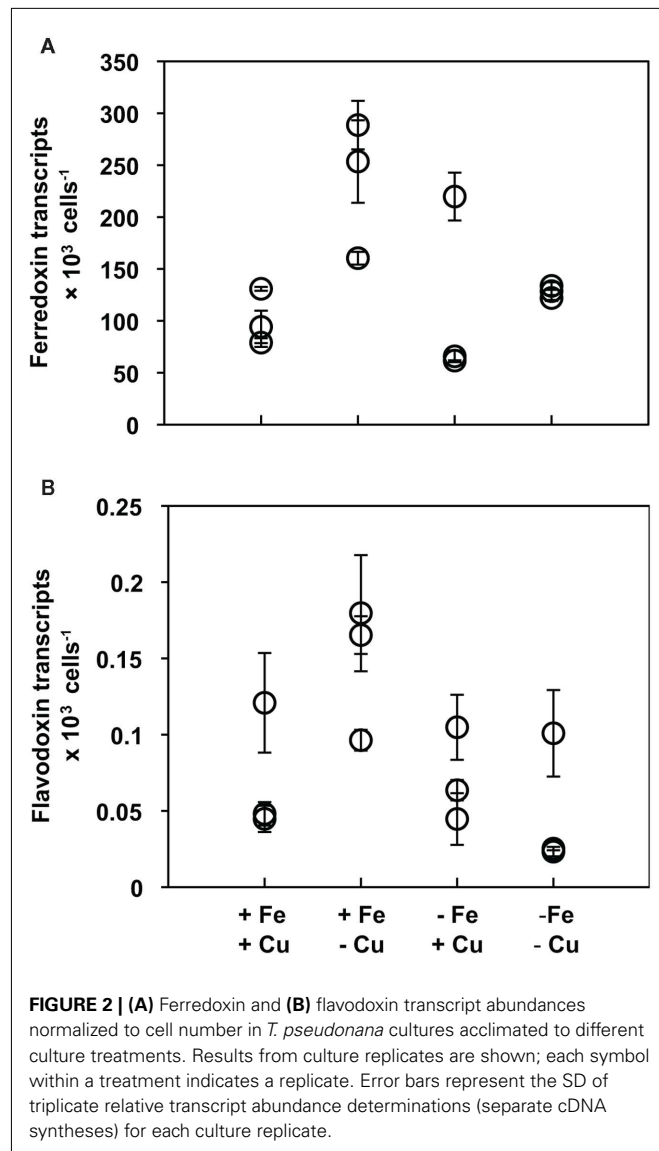 A
350
300
250
200
150
100
50
0
Ferredoxin transcripts
× 10³ cells⁻¹
B
0.25
0.2
0.15
0.1
0.05
0
Flavodoxin transcripts
x 10³ cells⁻¹
+ Fe + Fe - Fe -Fe
+ Cu - Cu + Cu - Cu
FIGURE 2 | (A) Ferredoxin and (B) flavodoxin transcript abundances
normalized to cell number in T. pseudonana cultures acclimated to different
culture treatments. Results from culture replicates are shown; each symbol
within a treatment indicates a replicate. Error bars represent the SD of
triplicate relative transcript abundance determinations (separate cDNA
syntheses) for each culture replicate.